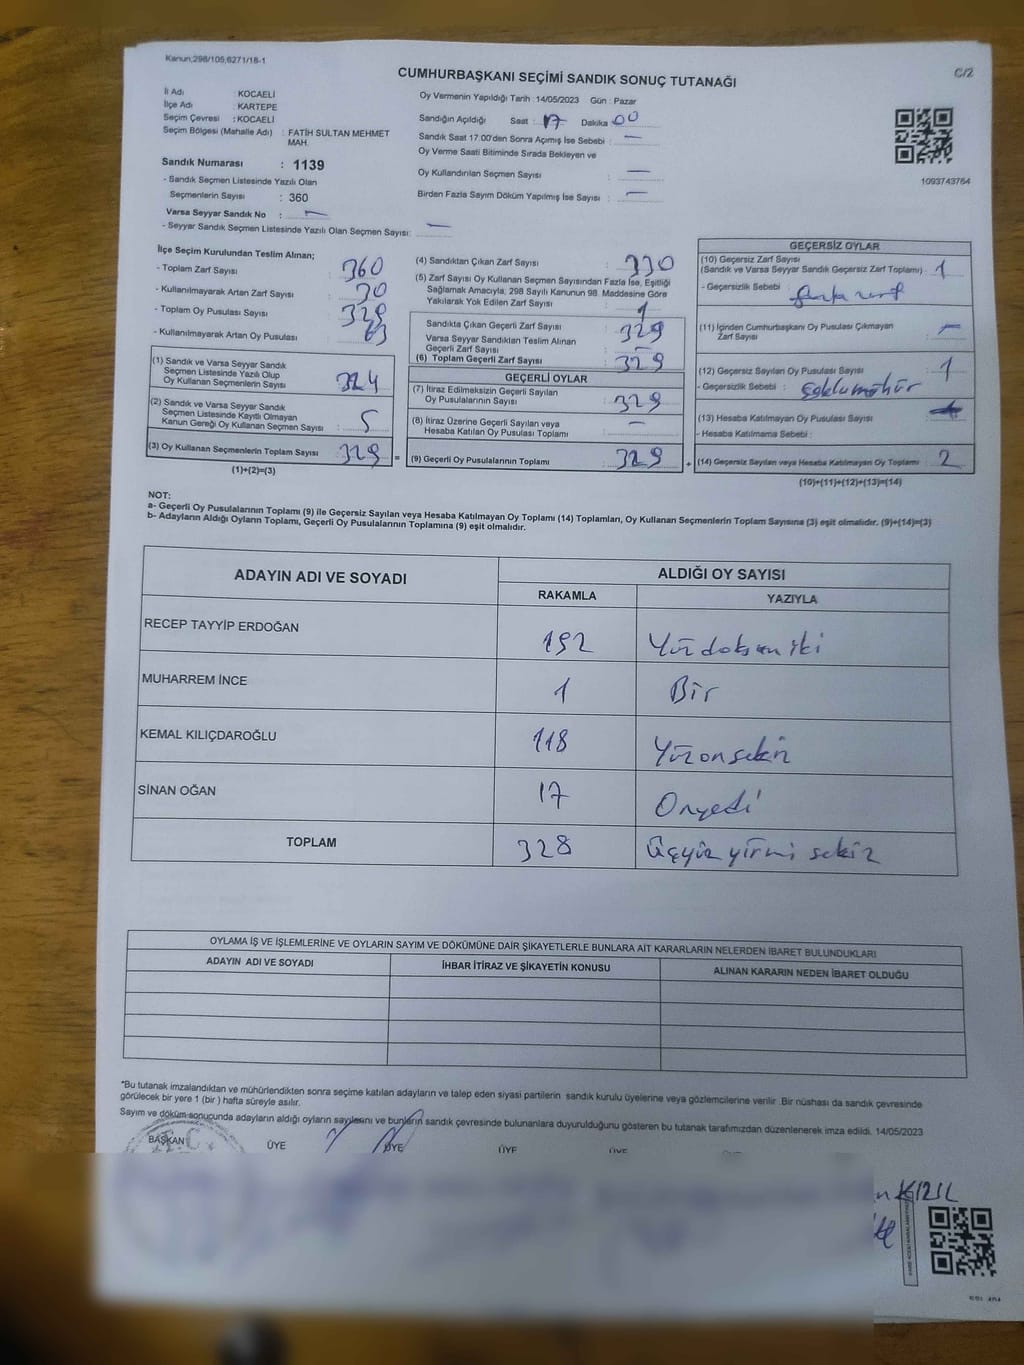 Kanun;298/105,6271/18-1
CUMHURBAŞKANI SEÇİMİ SANDIK SONUÇ TUTANAĞI
C/2
İl Adı : KOCAELİ
İlçe Adı : KARTEPE
Seçim Çevresi : KOCAELİ
Seçim Bölgesi (Mahalle Adı) : FATİH SULTAN MEHMET
MAH.
Sandık Numarası : 1139
- Sandık Seçmen Listesinde Yazılı Olan
Seçmenlerin Sayısı : 360
Varsa Seyyar Sandık No : —
- Seyyar Sandık Seçmen Listesinde Yazılı Olan Seçmen Sayısı: —
Oy Vermenin Yapıldığı Tarih :14/05/2023 Gün : Pazar
Sandığın Açıldığı Saat : 17 Dakika 00
Sandık Saat 17.00'den Sonra Açımış İse Sebebi : —
Oy Verme Saati Bitiminde Sırada Bekleyen ve
Oy Kullandırılan Seçmen Sayısı : —
Birden Fazla Sayım Döküm Yapılmış İse Sayısı : —
1093743764
İlçe Seçim Kurulundan Teslim Alınan;
- Toplam Zarf Sayısı : 360
- Kullanılmayarak Artan Zarf Sayısı : 30
- Toplam Oy Pusulası Sayısı
- Kullanılmayarak Artan Oy Pusulası : 63
(1) Sandık ve Varsa Seyyar Sandık
Seçmen Listesinde Yazılı Olup
Oy Kullanan Seçmenlerin Sayısı : 324
(2) Sandık ve Varsa Seyyar Sandık
Seçmen Listesinde Kayıtlı Olmayan
Kanun Gereği Oy Kullanan Seçmen Sayısı : 5
(3) Oy Kullanan Seçmenlerin Toplam Sayısı : 329
(1)+(2)=(3)
=
(4) Sandıktan Çıkan Zarf Sayısı : 330
(5) Zarf Sayısı Oy Kullanan Seçmen Sayısından Fazla İse, Eşitliği
Sağlamak Amacıyla, 298 Sayılı Kanunun 98. Maddesine Göre
Yakılarak Yok Edilen Zarf Sayısı : 1
Sandıkta Çıkan Geçerli Zarf Sayısı : 329
Varsa Seyyar Sandıktan Teslim Alınan
Geçerli Zarf Sayısı : —
(6) Toplam Geçerli Zarf Sayısı : 329
GEÇERLİ OYLAR
(7) İtiraz Edilmeksizin Geçerli Sayılan
Oy Pusulalarının Sayısı : 329
(8) İtiraz Üzerine Geçerli Sayılan veya
Hesaba Katılan Oy Pusulası Toplamı : —
(9) Geçerli Oy Pusulalarının Toplamı : 329
+
GEÇERSİZ OYLAR
(10) Geçersiz Zarf Sayısı
(Sandık ve Varsa Seyyar Sandık Geçersiz Zarf Toplamı) : 1
- Geçersizlik Sebebi : fazla zarf
(11) İçinden Cumhurbaşkanı Oy Pusulası Çıkmayan
Zarf Sayısı : —
(12) Geçersiz Sayılan Oy Pusulası Sayısı : 1
- Geçersizlik Sebebi :
(13) Hesaba Katılmayan Oy Pusulası Sayısı :
- Hesaba Katılmama Sebebi :
(14) Geçersiz Sayılan veya Hesaba Katılmayan Oy Toplamı : 2
(10)+(11)+(12)+(13)=(14)
NOT:
a- Geçerli Oy Pusulalarının Toplamı (9) ile Geçersiz Sayılan veya Hesaba Katılmayan Oy Toplamı (14) Toplamları, Oy Kullanan Seçmenlerin Toplam Sayısına (3) eşit olmalıdır. (9)+(14)=(3)
b- Adayların Aldığı Oyların Toplamı, Geçerli Oy Pusulalarının Toplamına (9) eşit olmalıdır.
ADAYIN ADI VE SOYADI
ALDIĞI OY SAYISI
RAKAMLA YAZIYLA
RECEP TAYYİP ERDOĞAN 192 Yüzdoksan iki
MUHARREM İNCE 1 Bir
KEMAL KILIÇDAROĞLU 118 Yüzonsekiz
SİNAN OĞAN 17 Onyedi
TOPLAM 328 Üçyüz yirmi sekiz
OYLAMA İŞ VE İŞLEMLERİNE VE OYLARIN SAYIM VE DÖKÜMÜNE DAİR ŞİKAYETLERLE BUNLARA AİT KARARLARIN NELERDEN İBARET BULUNDUKLARI
ADAYIN ADI VE SOYADI İHBAR İTİRAZ VE ŞİKAYETİN KONUSU ALINAN KARARIN NEDEN İBARET OLDUĞU
*Bu tutanak imzalandıktan ve mühürlendikten sonra seçime katılan adayların ve talep eden siyasi partilerin sandık kurulu üyelerine veya gözlemcilerine verilir .Bir nüshası da sandık çevresinde
görülecek bir yere 1 (bir ) hafta süreyle asılır.
Sayım ve döküm sonucunda adayların aldığı oyların sayılarını ve bunların sandık çevresinde bulunanlara duyurulduğunu gösteren bu tutanak tarafımızdan düzenlenerek imza edildi. 14/05/2023
BAŞKAN ÜYE ÜYE ÜYE ÜYE